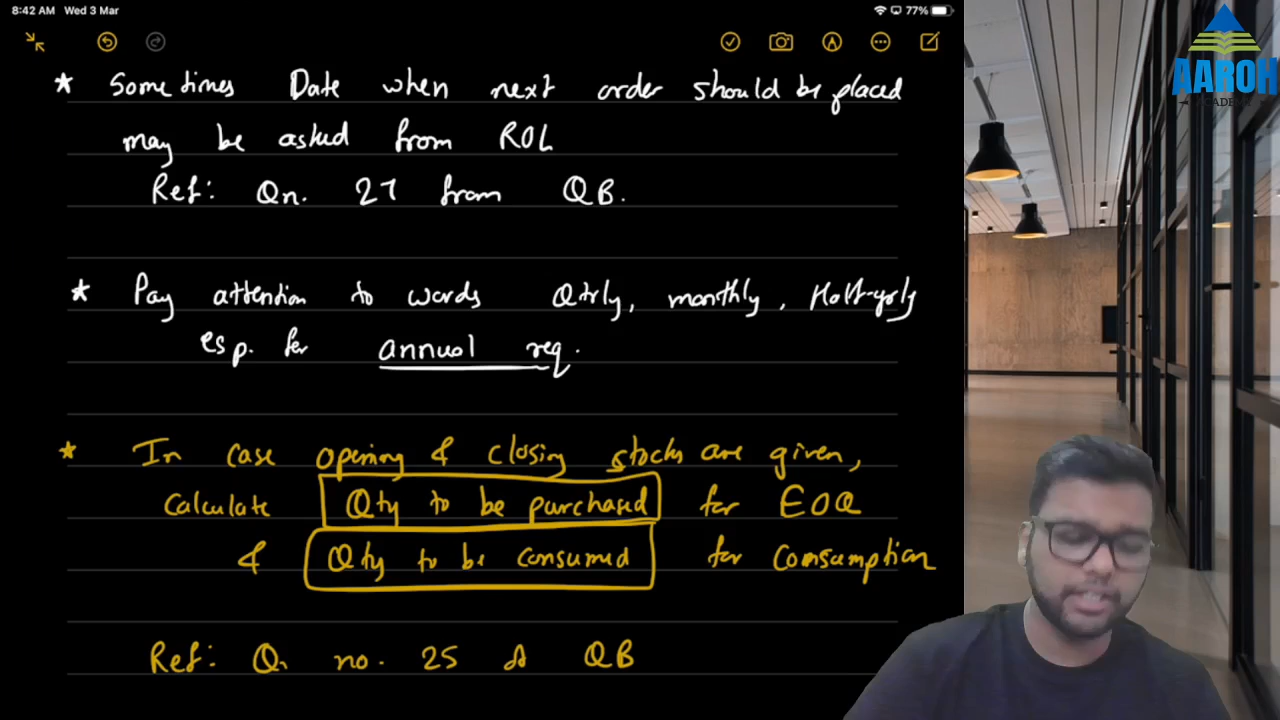 8:42 AM Wed 3 Mar
77%
AAROH
ACADEMY
★ Sometimes Date when next order should be placed
may be asked from ROL
Ref: Qn. 27 from QB.
★ Pay attention to words Qtrly, monthly, Half-yrly
esp. for annual req.
★ In case opening & closing stocks are given,
Calculate Qty to be purchased for EOQ
& Qty to be consumed for Consumption
Ref: Q. no. 25 of QB